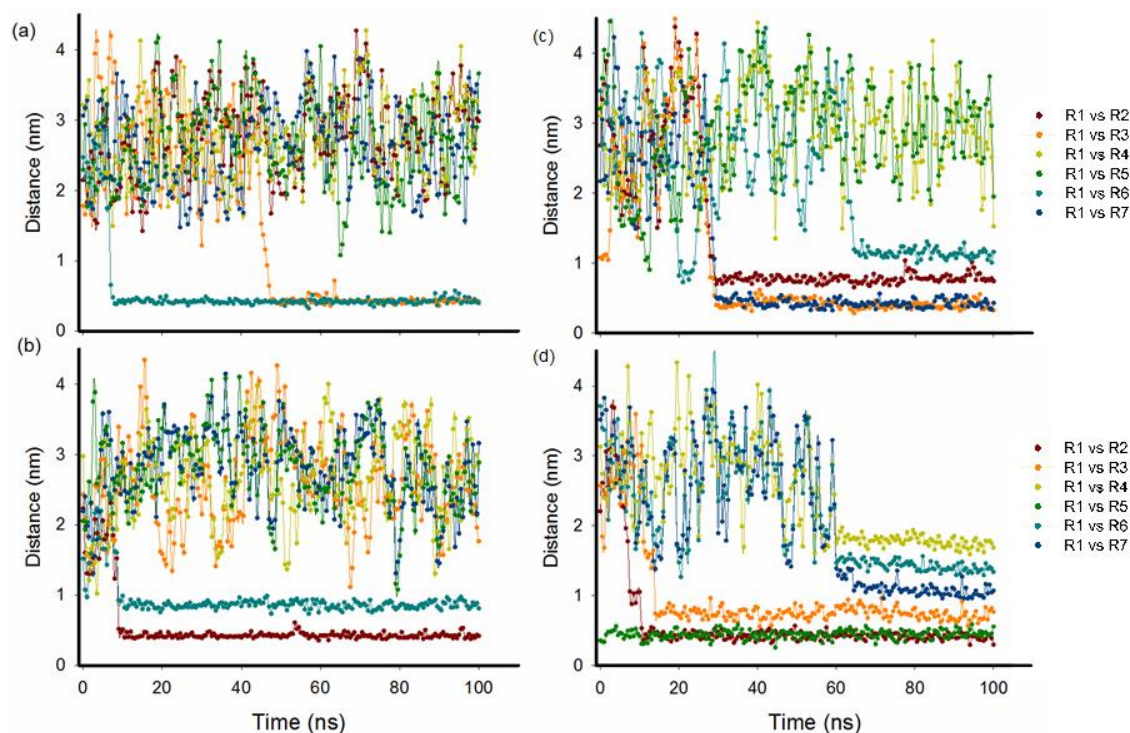 (a)
Distance (nm)
4
3
2
1
0
(c)
Distance (nm)
4
3
2
1
0
R1 vs R2
R1 vs R3
R1 vs R4
R1 vs R5
R1 vs R6
R1 vs R7
(b)
Distance (nm)
4
3
2
1
0
0 20 40 60 80 100
Time (ns)
(d)
Distance (nm)
4
3
2
1
0
0 20 40 60 80 100
Time (ns)
R1 vs R2
R1 vs R3
R1 vs R4
R1 vs R5
R1 vs R6
R1 vs R7